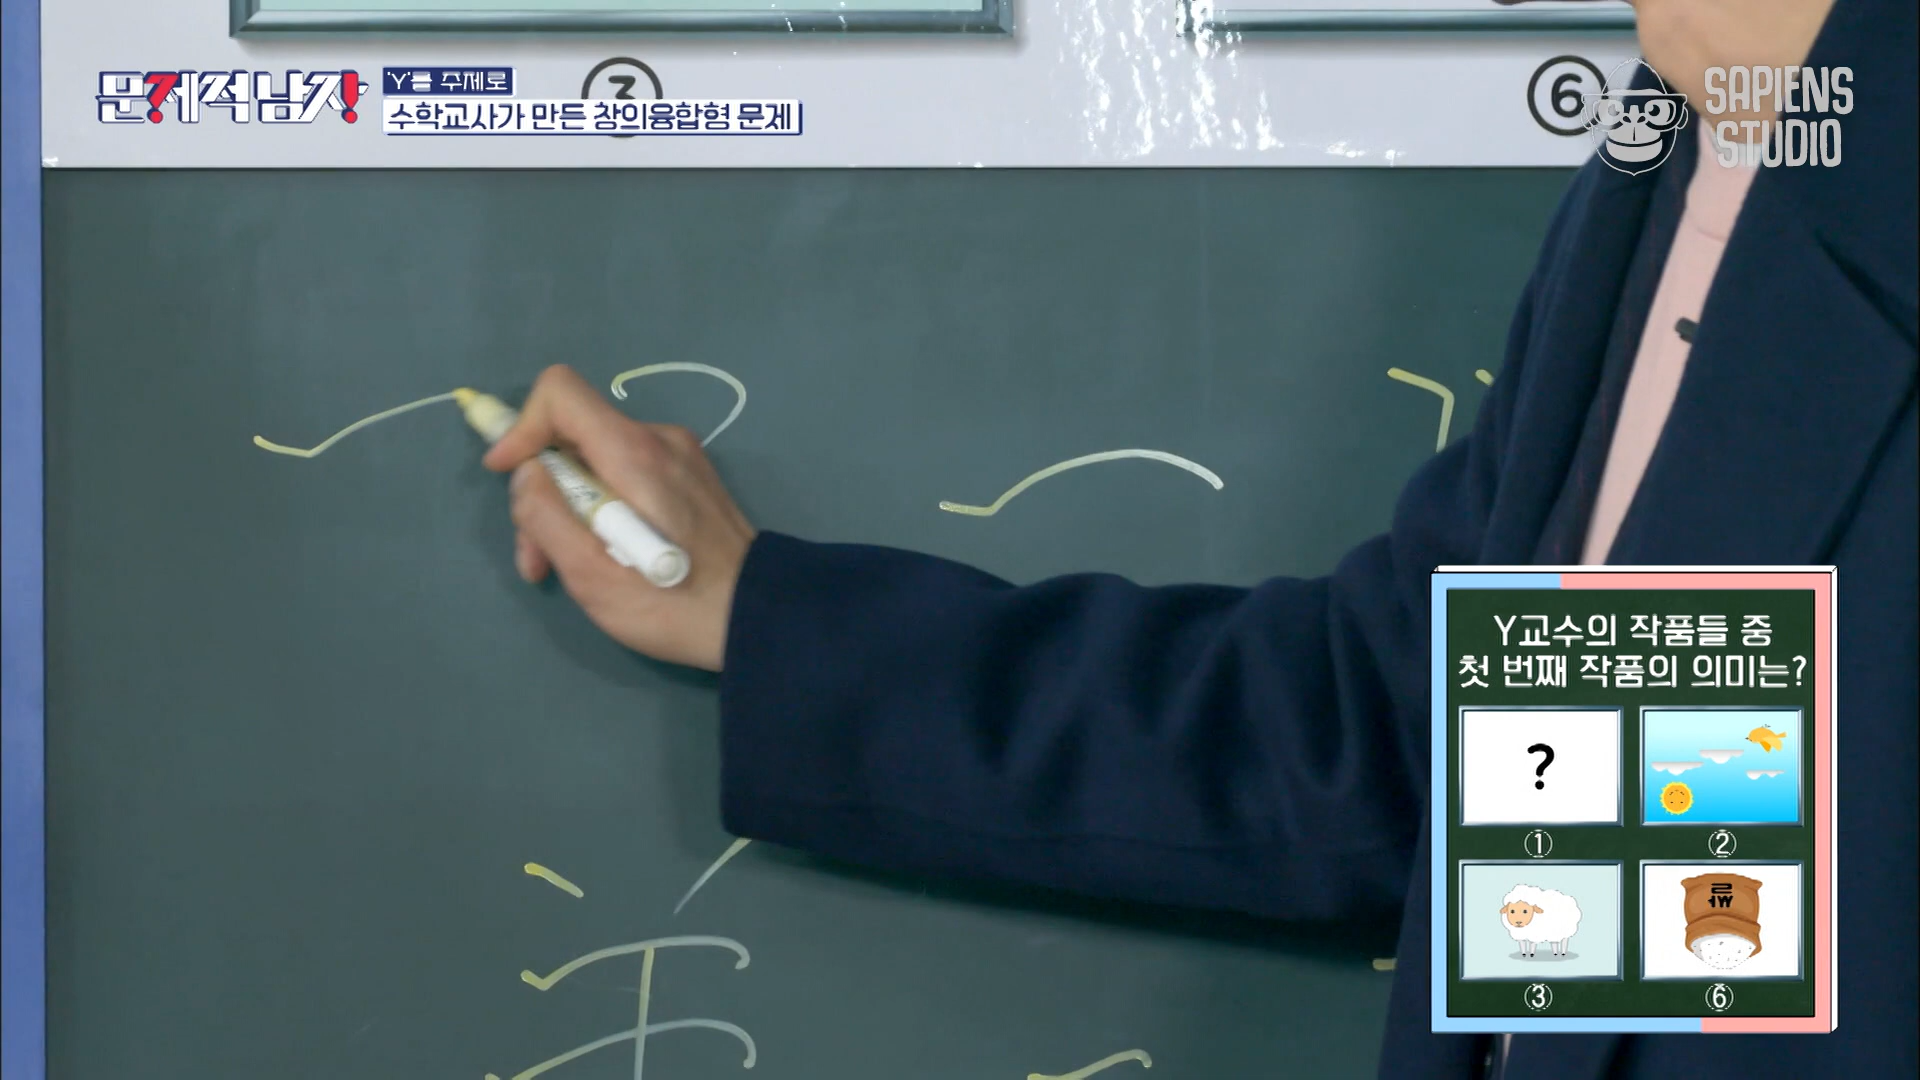 문제적남자
'Y'를 주제로
수학교사가 만든 창의융합형 문제
3
6
SAPIENS
STUDIO
Y교수의 작품들 중
첫 번째 작품의 의미는?
?
①
②
③
⑥